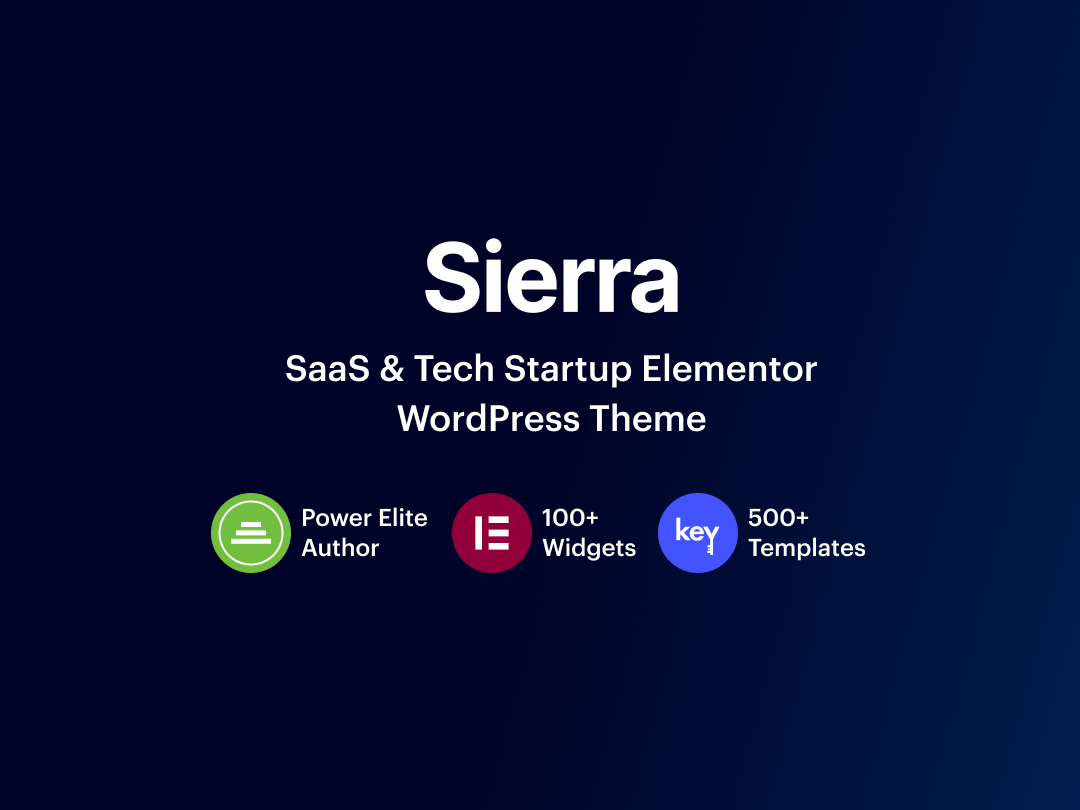 Sierra
SaaS & Tech Startup Elementor
WordPress Theme
Power Elite
Author
100+
Widgets
key
500+
Templates